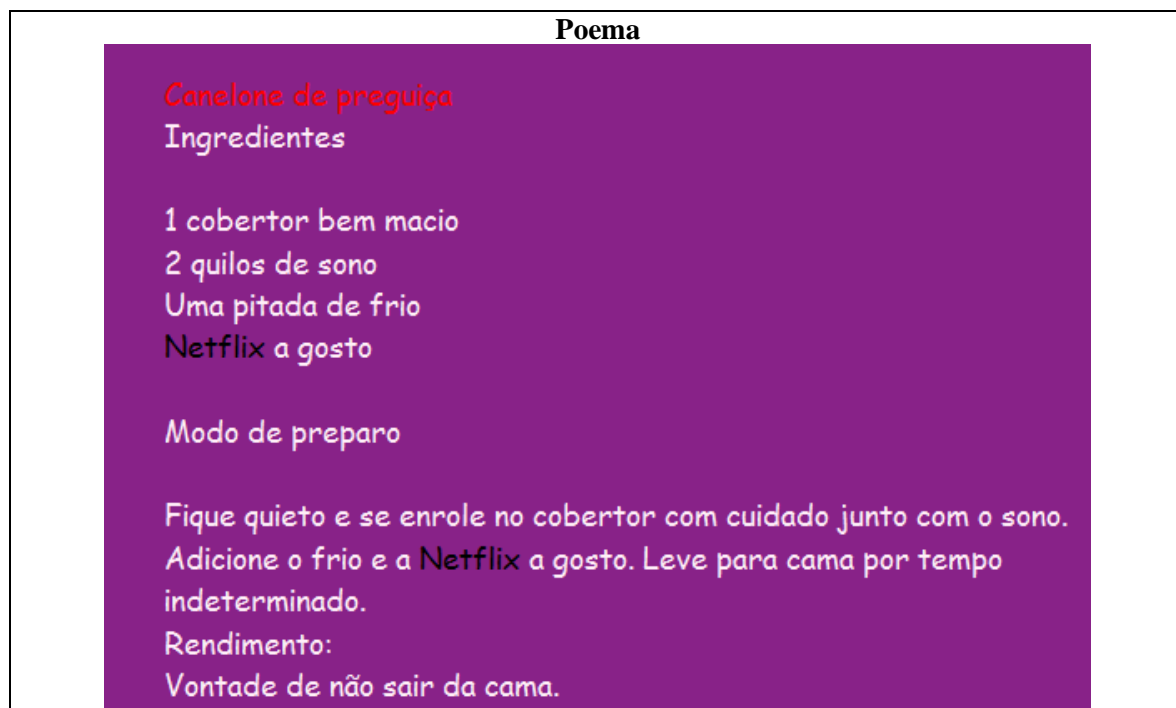 Poema
Canelone de preguiça
Ingredientes
1 cobertor bem macio
2 quilos de sono
Uma pitada de frio
Netflix a gosto
Modo de preparo
Fique quieto e se enrole no cobertor com cuidado junto com o sono.
Adicione o frio e a Netflix a gosto. Leve para cama por tempo
indeterminado.
Rendimento:
Vontade de não sair da cama.